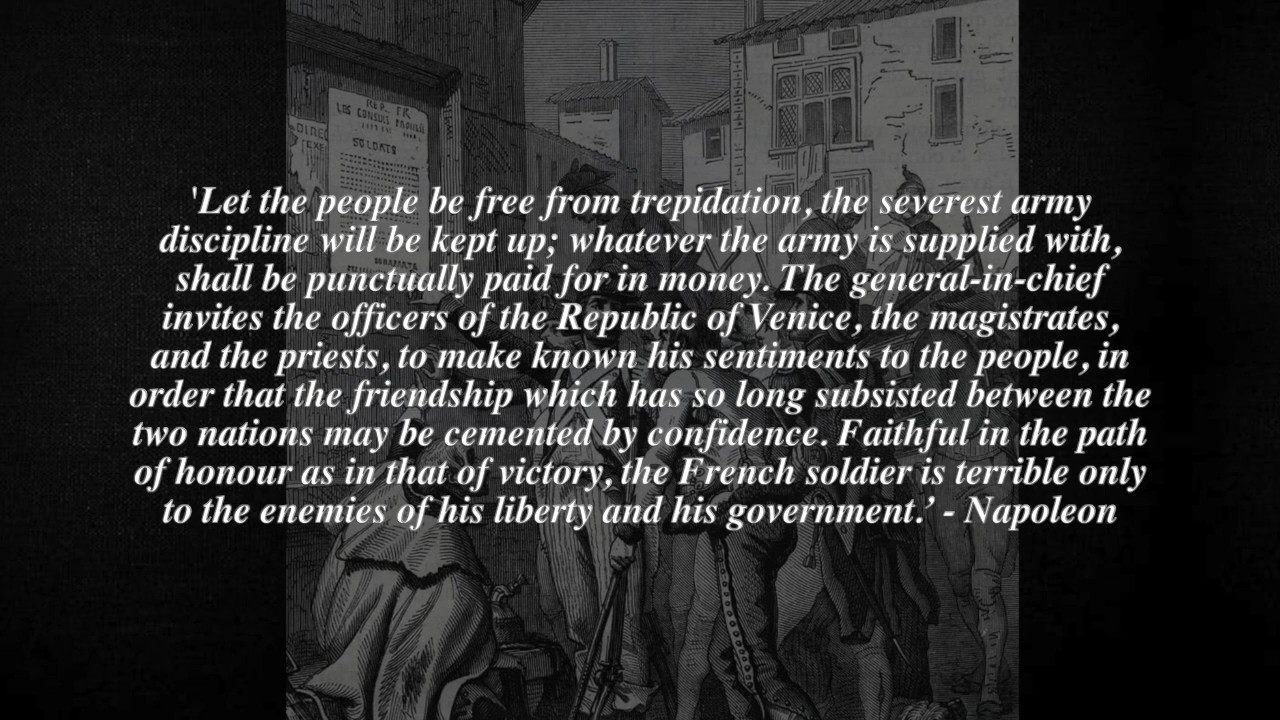 REP. FR.
LES CONSULS
SOLDATS
BONAPARTE
'Let the people be free from trepidation, the severest army
discipline will be kept up; whatever the army is supplied with,
shall be punctually paid for in money. The general-in-chief
invites the officers of the Republic of Venice, the magistrates,
and the priests, to make known his sentiments to the people, in
order that the friendship which has so long subsisted between the
two nations may be cemented by confidence. Faithful in the path
of honour as in that of victory, the French soldier is terrible only
to the enemies of his liberty and his government.’ - Napoleon